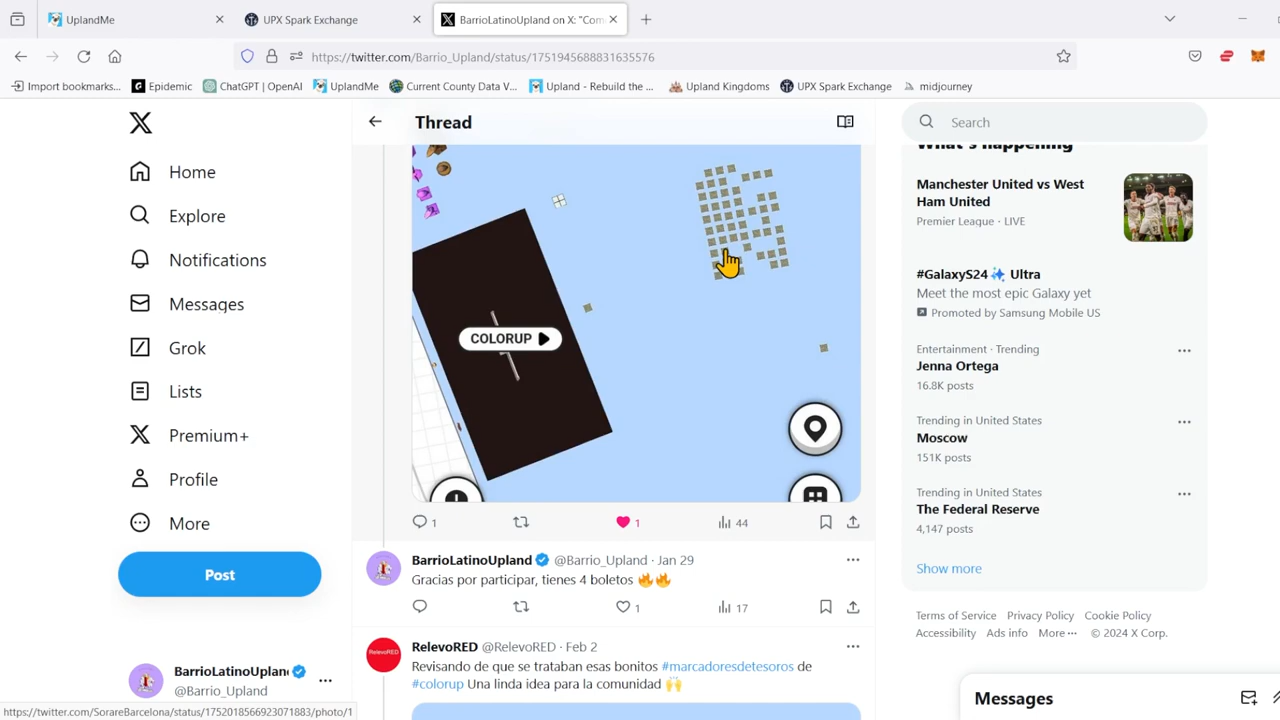 UplandMe
UPX Spark Exchange
BarrioLatinoUpland on X: "Com
https://twitter.com/Barrio_Upland/status/1751945688831635576
Import bookmarks...
Epidemic
ChatGPT | OpenAI
UplandMe
Current County Data V...
Upland - Rebuild the ...
Upland Kingdoms
UPX Spark Exchange
midjourney
Home
Explore
Notifications
Messages
Grok
Lists
Premium+
Profile
More
Post
BarrioLatinoUpland
@Barrio_Upland
Thread
COLORUP
1
1
44
BarrioLatinoUpland @Barrio_Upland · Jan 29
Gracias por participar, tienes 4 boletos 🔥🔥
1
17
RelevoRED @RelevoRED · Feb 2
Revisando de que se trataban esas bonitos #marcadoresdetesoros de
#colorup Una linda idea para la comunidad 🙌
Search
What's happening
Manchester United vs West
Ham United
Premier League · LIVE
#GalaxyS24✨ Ultra
Meet the most epic Galaxy yet
Promoted by Samsung Mobile US
Entertainment · Trending
Jenna Ortega
16.8K posts
Trending in United States
Moscow
151K posts
Trending in United States
The Federal Reserve
4,147 posts
Show more
Terms of Service Privacy Policy Cookie Policy
Accessibility Ads info More ··· © 2024 X Corp.
Messages
https://twitter.com/SorareBarcelona/status/1752018566923071883/photo/1